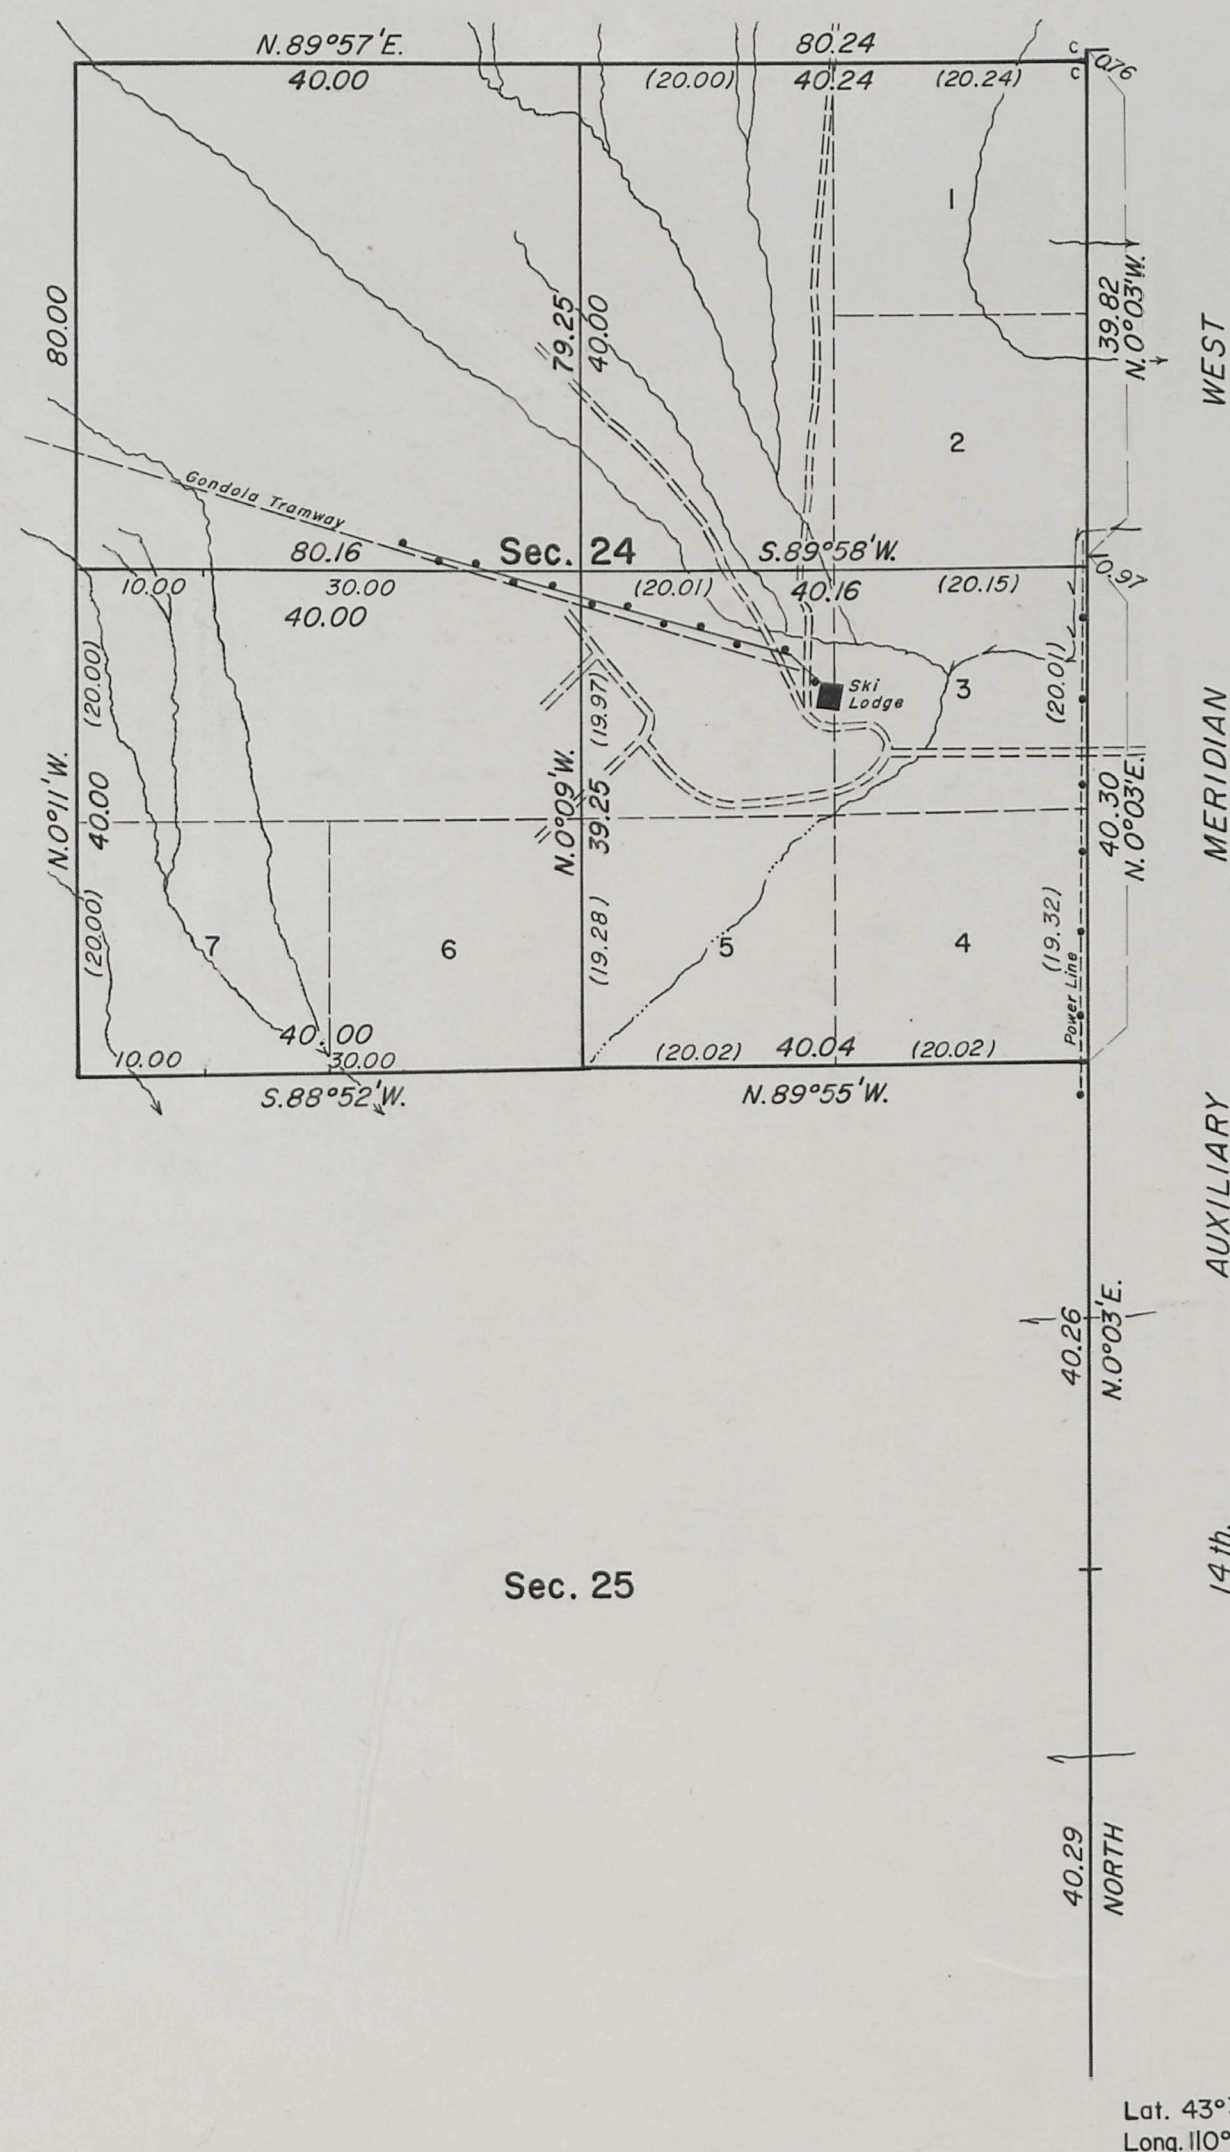 N.89°57'E.
80.24
C
40.00
(20.00)
40.24
(20.24)
C
0.76
1
80.00
79.25
40.00
39.82
N.0°03'W.
WEST
2
Gondola Tramway
80.16
Sec. 24
S.89°58'W.
10.00
30.00
(20.01)
40.16
(20.15)
0.97
40.00
(20.00)
(19.97)
Ski
Lodge
3
(20.01)
MERIDIAN
N.0°11'W.
40.00
N.0°09'W.
39.25
40.30
N.0°03'E.
(20.00)
7
6
(19.28)
5
4
(19.32)
Power Line
40.00
10.00
30.00
(20.02)
40.04
(20.02)
S.88°52'W.
N.89°55'W.
AUXILIARY
40.26
N.0°03'E.
14th.
Sec. 25
40.29
NORTH
Lat. 43°
Long. 110°